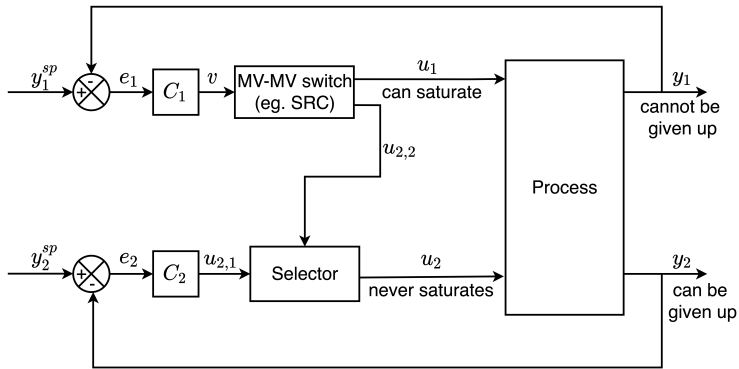 y₁ˢᵖ
-
+
e₁
C₁
v
MV-MV switch
(eg. SRC)
u₁
can saturate
y₁
cannot be
given up
u₂,₂
Process
y₂ˢᵖ
+
-
e₂
C₂
u₂,₁
Selector
u₂
never saturates
y₂
can be
given up